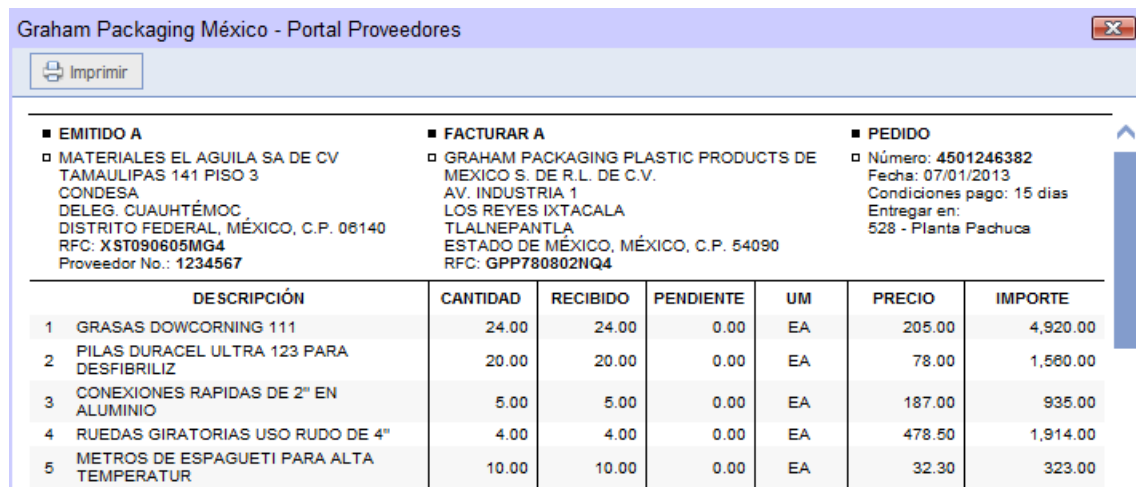 Graham Packaging México - Portal Proveedores
Imprimir
EMITIDO A
MATERIALES EL AGUILA SA DE CV
TAMAULIPAS 141 PISO 3
CONDESA
DELEG. CUAUHTÉMOC
DISTRITO FEDERAL, MÉXICO, C.P. 06140
RFC: XST090605MG4
Proveedor No.: 1234567
FACTURAR A
GRAHAM PACKAGING PLASTIC PRODUCTS DE
MEXICO S. DE R.L. DE C.V.
AV. INDUSTRIA 1
LOS REYES IXTACALA
TLALNEPANTLA
ESTADO DE MÉXICO, MÉXICO, C.P. 54090
RFC: GPP780802NQ4
PEDIDO
Número: 4501246382
Fecha: 07/01/2013
Condiciones pago: 15 dias
Entregar en:
528 - Planta Pachuca
DESCRIPCIÓN CANTIDAD RECIBIDO PENDIENTE UM PRECIO IMPORTE
1 GRASAS DOWCORNING 111 24.00 24.00 0.00 EA 205.00 4,920.00
2 PILAS DURACEL ULTRA 123 PARA
DESFIBRILIZ 20.00 20.00 0.00 EA 78.00 1,560.00
3 CONEXIONES RAPIDAS DE 2" EN
ALUMINIO 5.00 5.00 0.00 EA 187.00 935.00
4 RUEDAS GIRATORIAS USO RUDO DE 4" 4.00 4.00 0.00 EA 478.50 1,914.00
5 METROS DE ESPAGUETI PARA ALTA
TEMPERATUR 10.00 10.00 0.00 EA 32.30 323.00